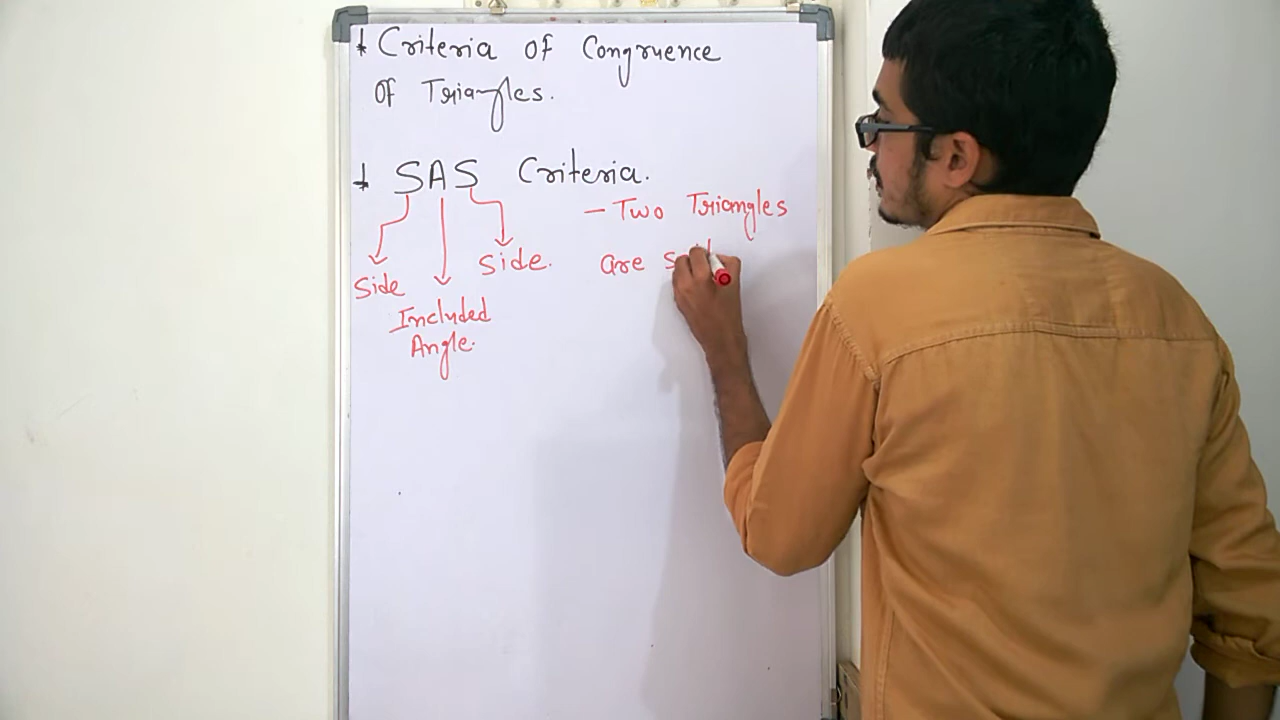 Criteria of Congruence
Of Triangles.
SAS Criteria.
- Two Triangles
are
Side
Side.
Included
Angle.